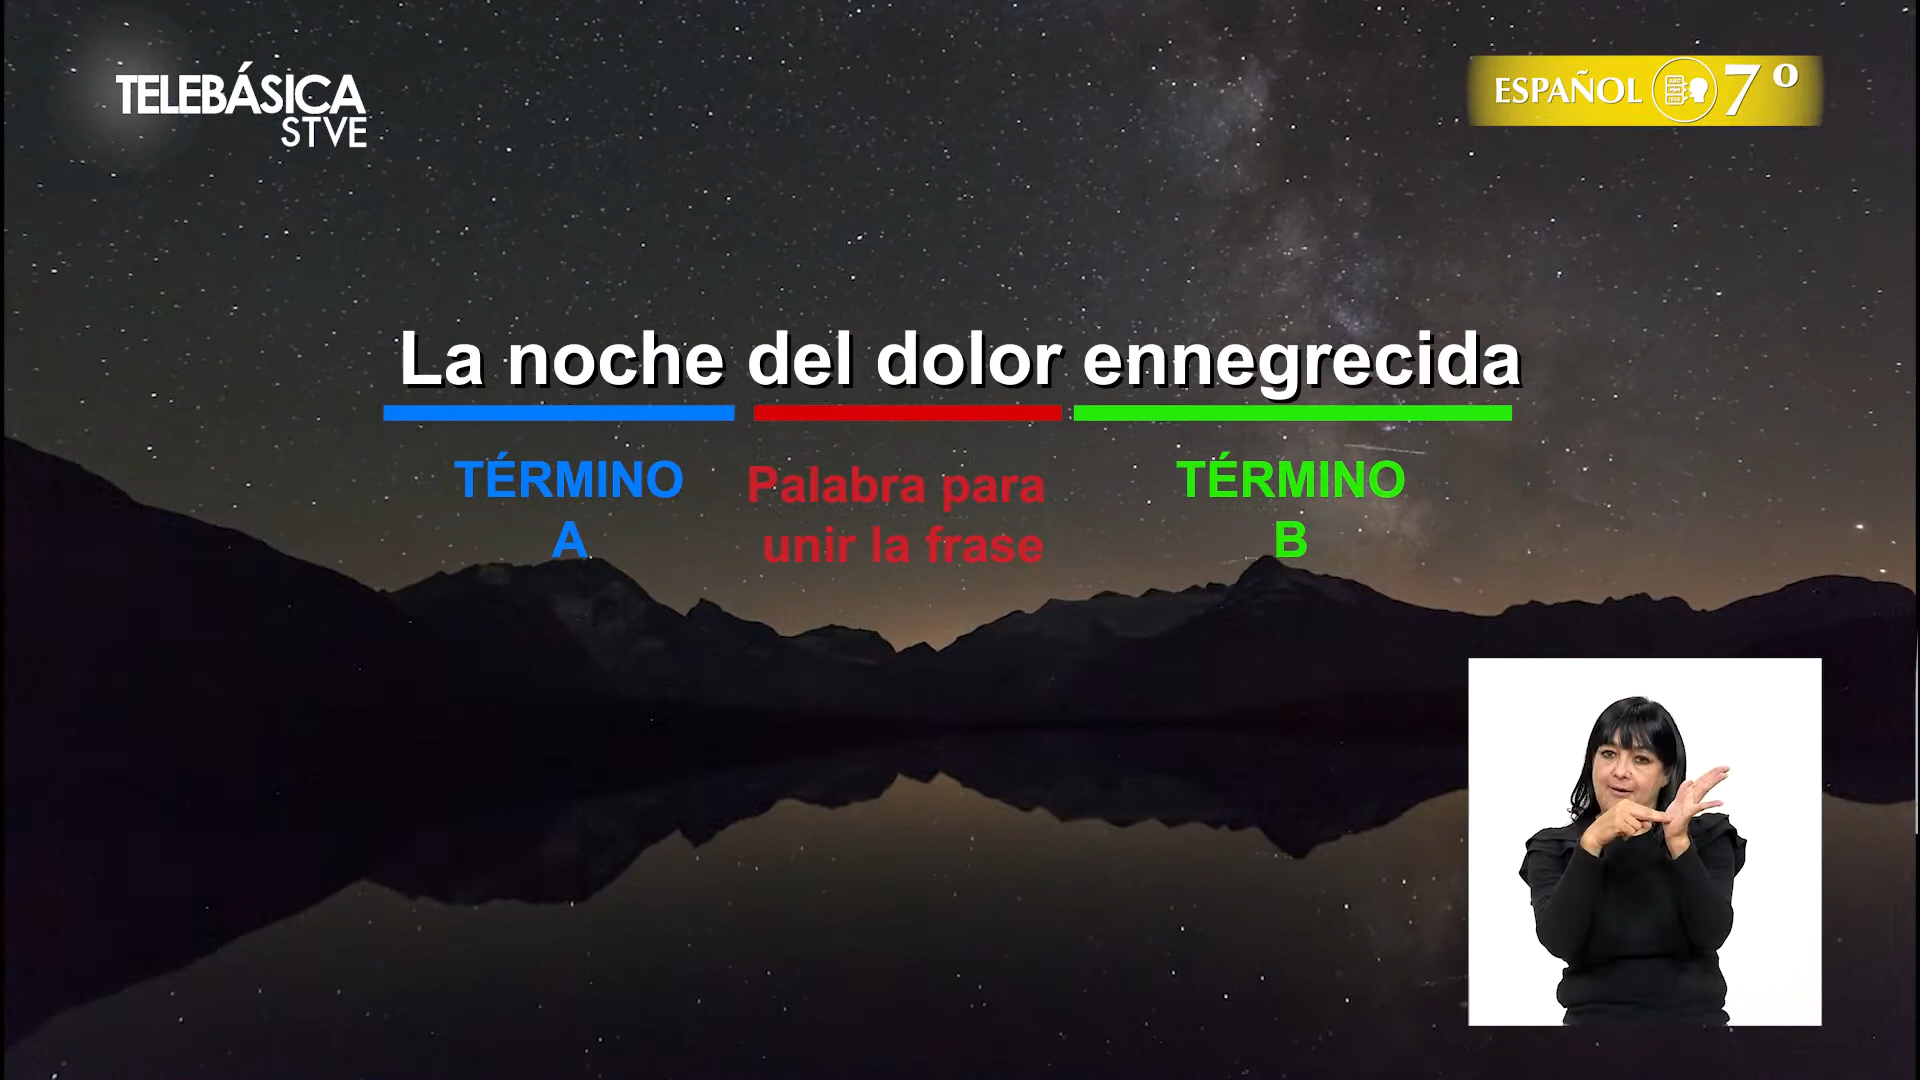 TELEBÁSICA
STVE
ESPAÑOL 7º
La noche del dolor ennegrecida
TÉRMINO
A
Palabra para
unir la frase
TÉRMINO
B